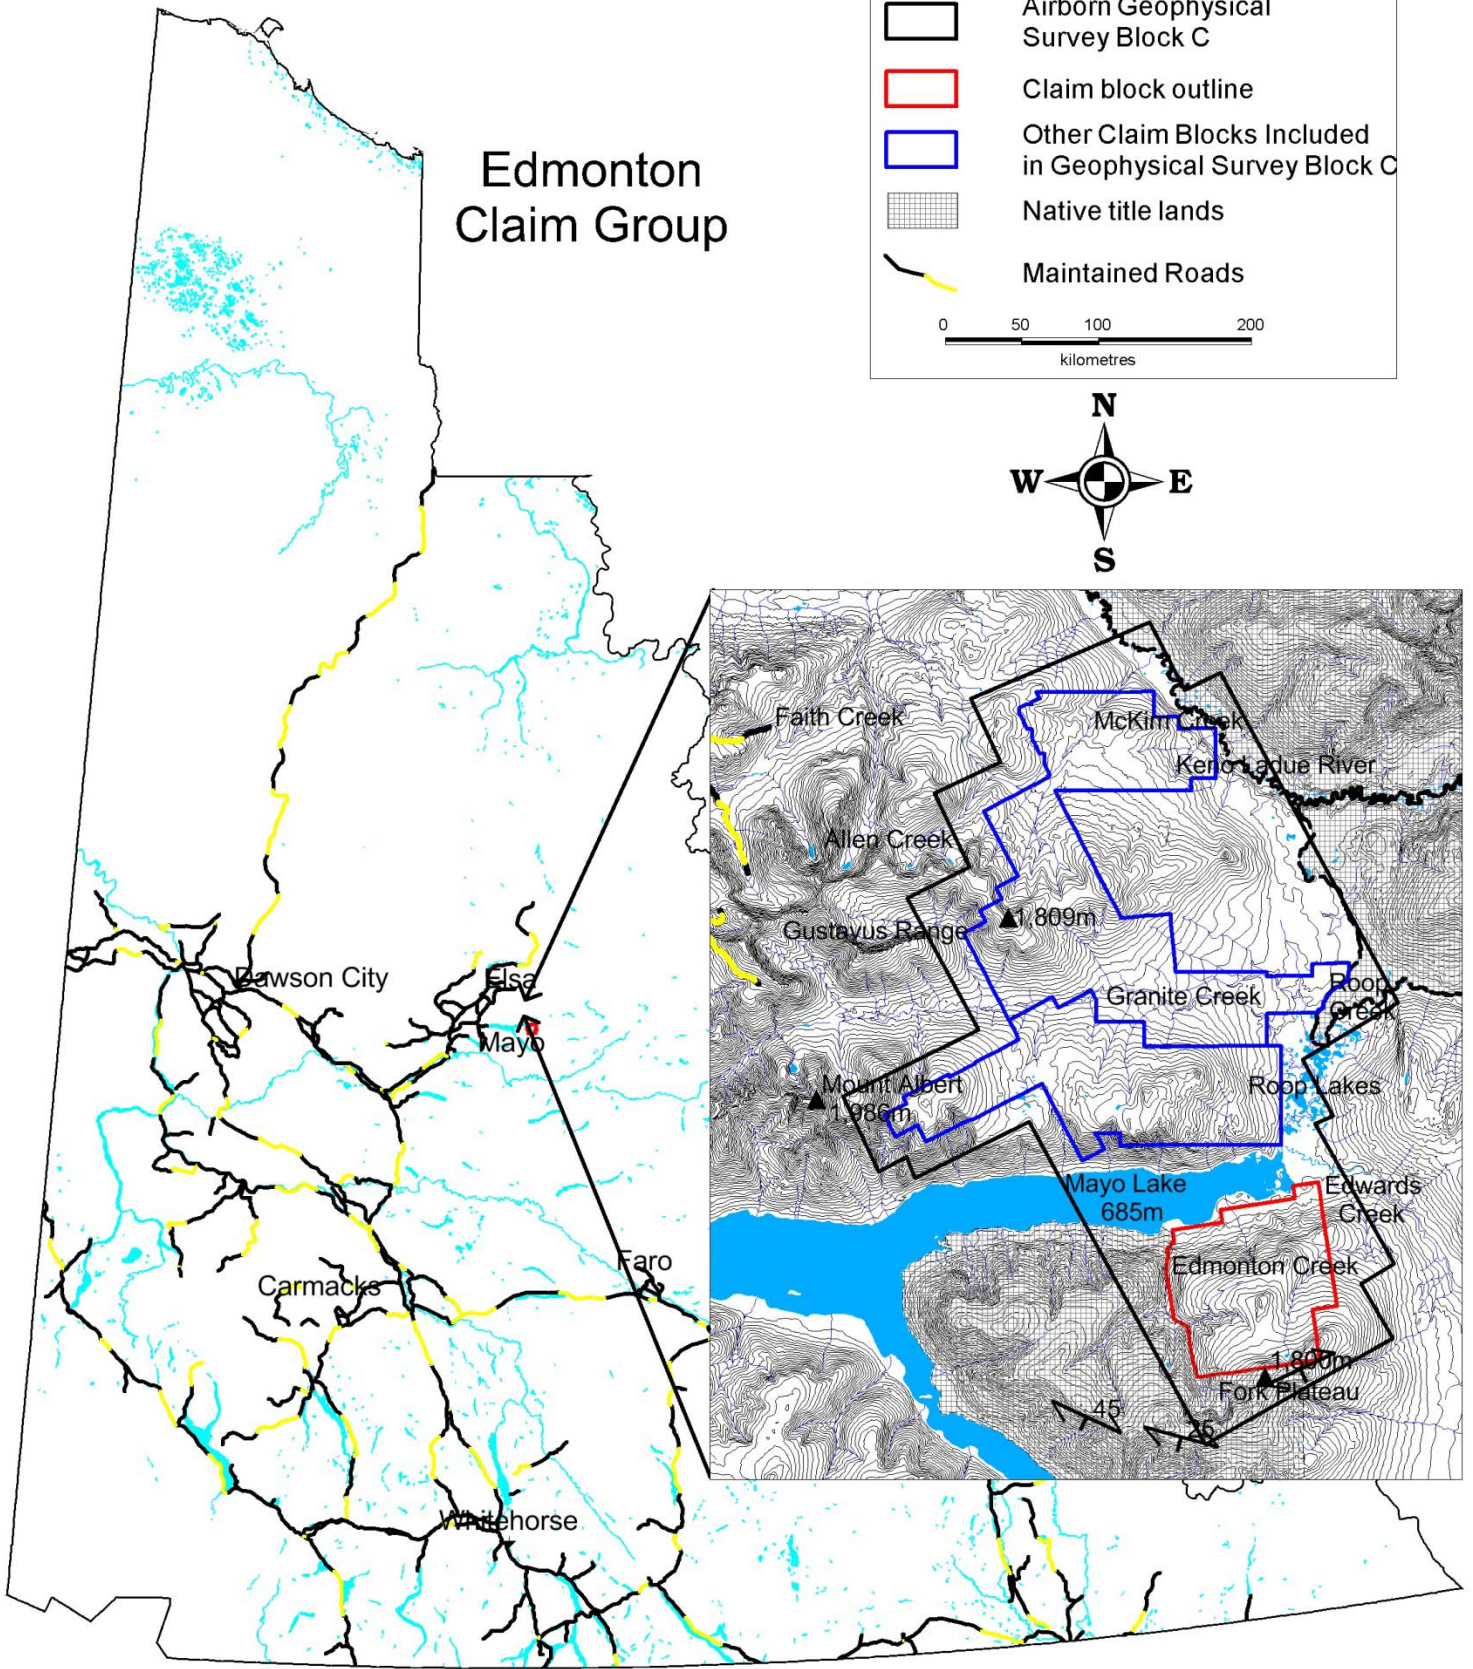 Airborn Geophysical
Survey Block C
Claim block outline
Other Claim Blocks Included
in Geophysical Survey Block C
Native title lands
Maintained Roads
0 50 100 200
kilometres
Edmonton
Claim Group
N
W E
S
Faith Creek
McKim Creek
Keno Ladue River
Allen Creek
1,809m
Gustavus Range
Granite Creek
Roop
Creek
Mount Albert
1,986m
Roop Lakes
Mayo Lake
685m
Edwards
Creek
Edmonton Creek
Fork Plateau
45
25
Dawson City
Elsa
Mayo
Faro
Carmacks
Whitehorse